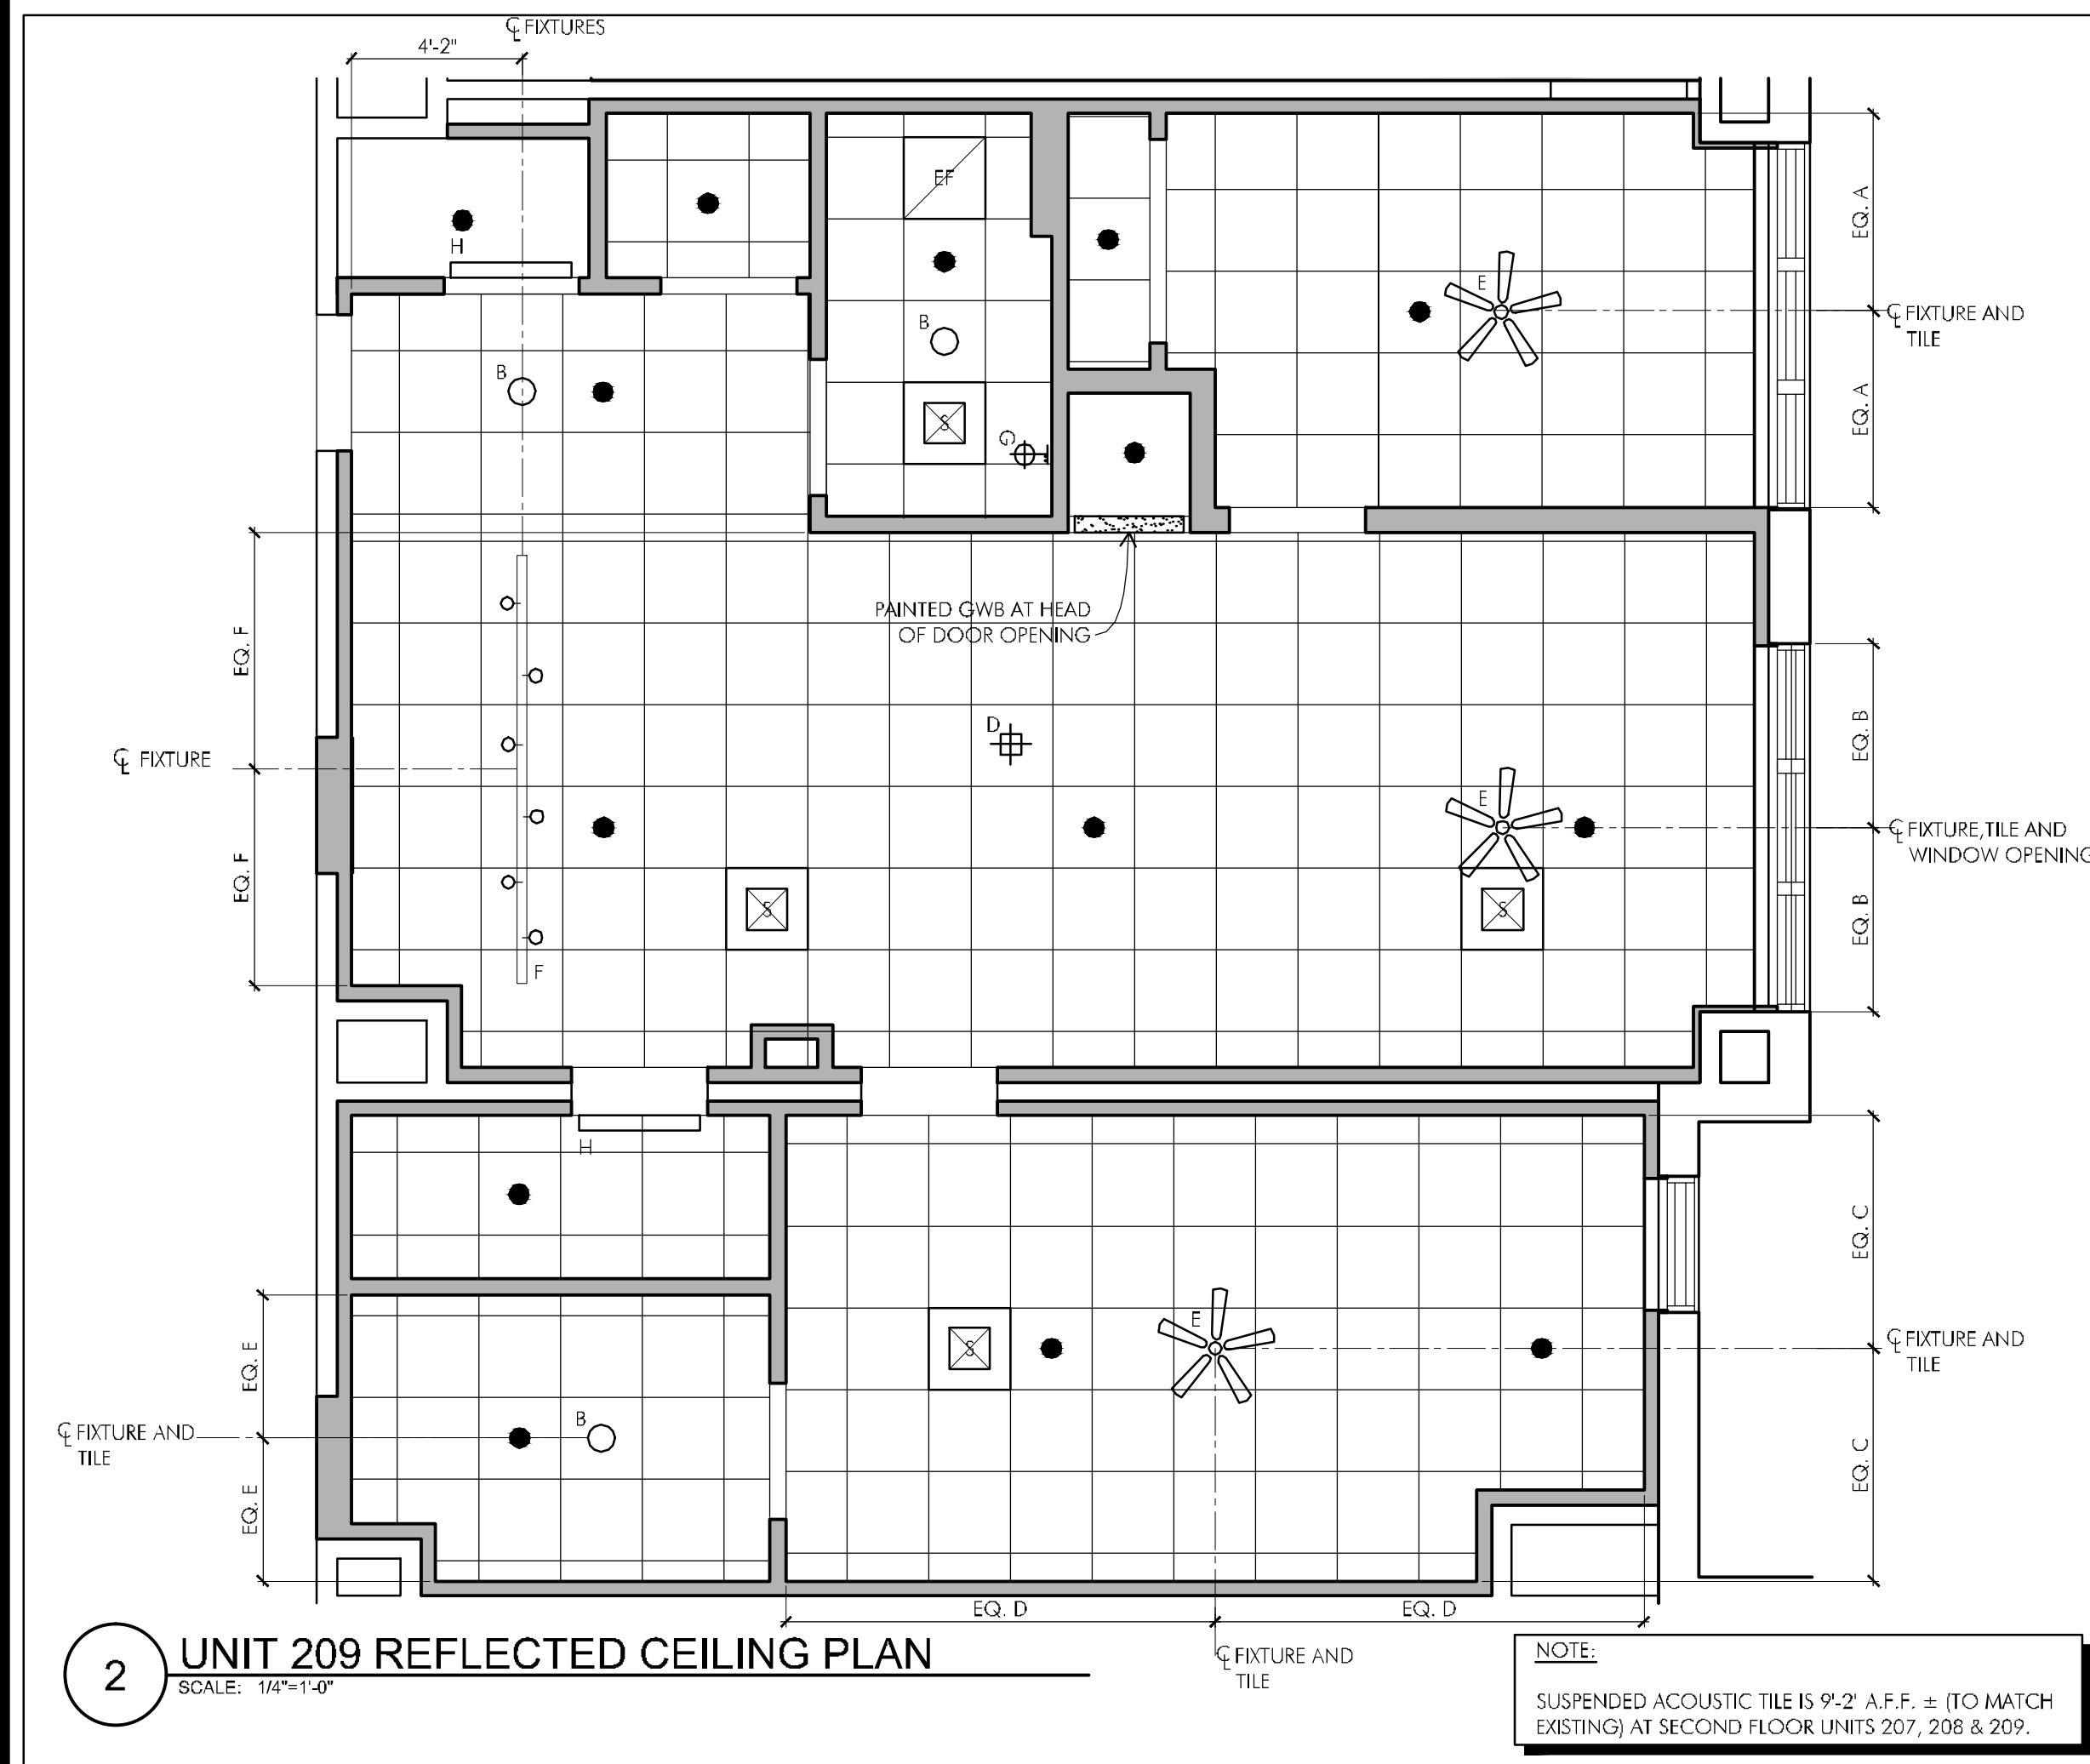 ℄ FIXTURES
4'-2"
EF
H
EQ. A
E
℄ FIXTURE AND
TILE
B
B
EQ. A
S
G
PAINTED GWB AT HEAD
OF DOOR OPENING
EQ. F
D
EQ. B
℄ FIXTURE
E
℄ FIXTURE, TILE AND
WINDOW OPENING
EQ. F
S
S
EQ. B
F
H
EQ. C
E
S
℄ FIXTURE AND
TILE
EQ. E
B
℄ FIXTURE AND
TILE
EQ. C
EQ. E
EQ. D
EQ. D
℄ FIXTURE AND
TILE
2
UNIT 209 REFLECTED CEILING PLAN
SCALE: 1/4"=1'-0"
NOTE:
SUSPENDED ACOUSTIC TILE IS 9'-2' A.F.F. ± (TO MATCH
EXISTING) AT SECOND FLOOR UNITS 207, 208 & 209.